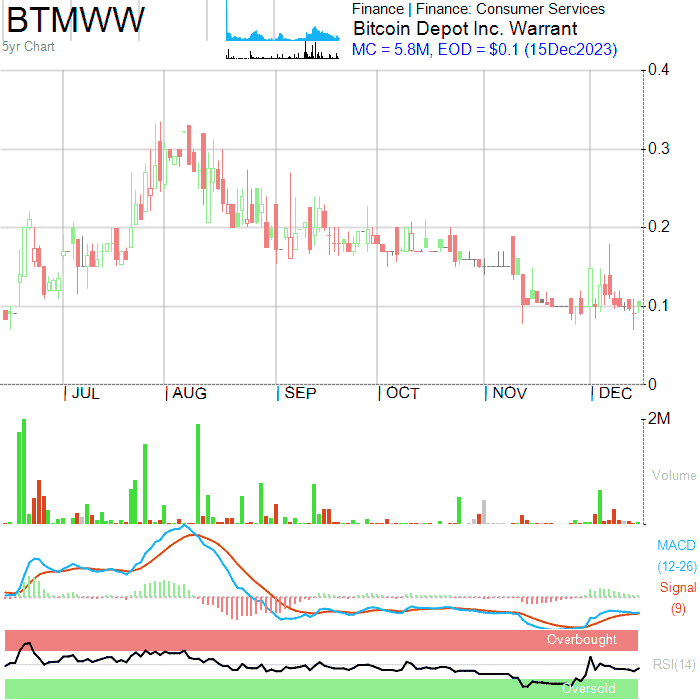 BTMWW
5yr Chart
Finance | Finance: Consumer Services
Bitcoin Depot Inc. Warrant
MC = 5.8M, EOD = $0.1 (15Dec2023)
0.4
0.3
0.2
0.1
0
JUL
AUG
SEP
OCT
NOV
DEC
2M
Volume
MACD
(12-26)
Signal
(9)
Overbought
RSI(14)
Oversold